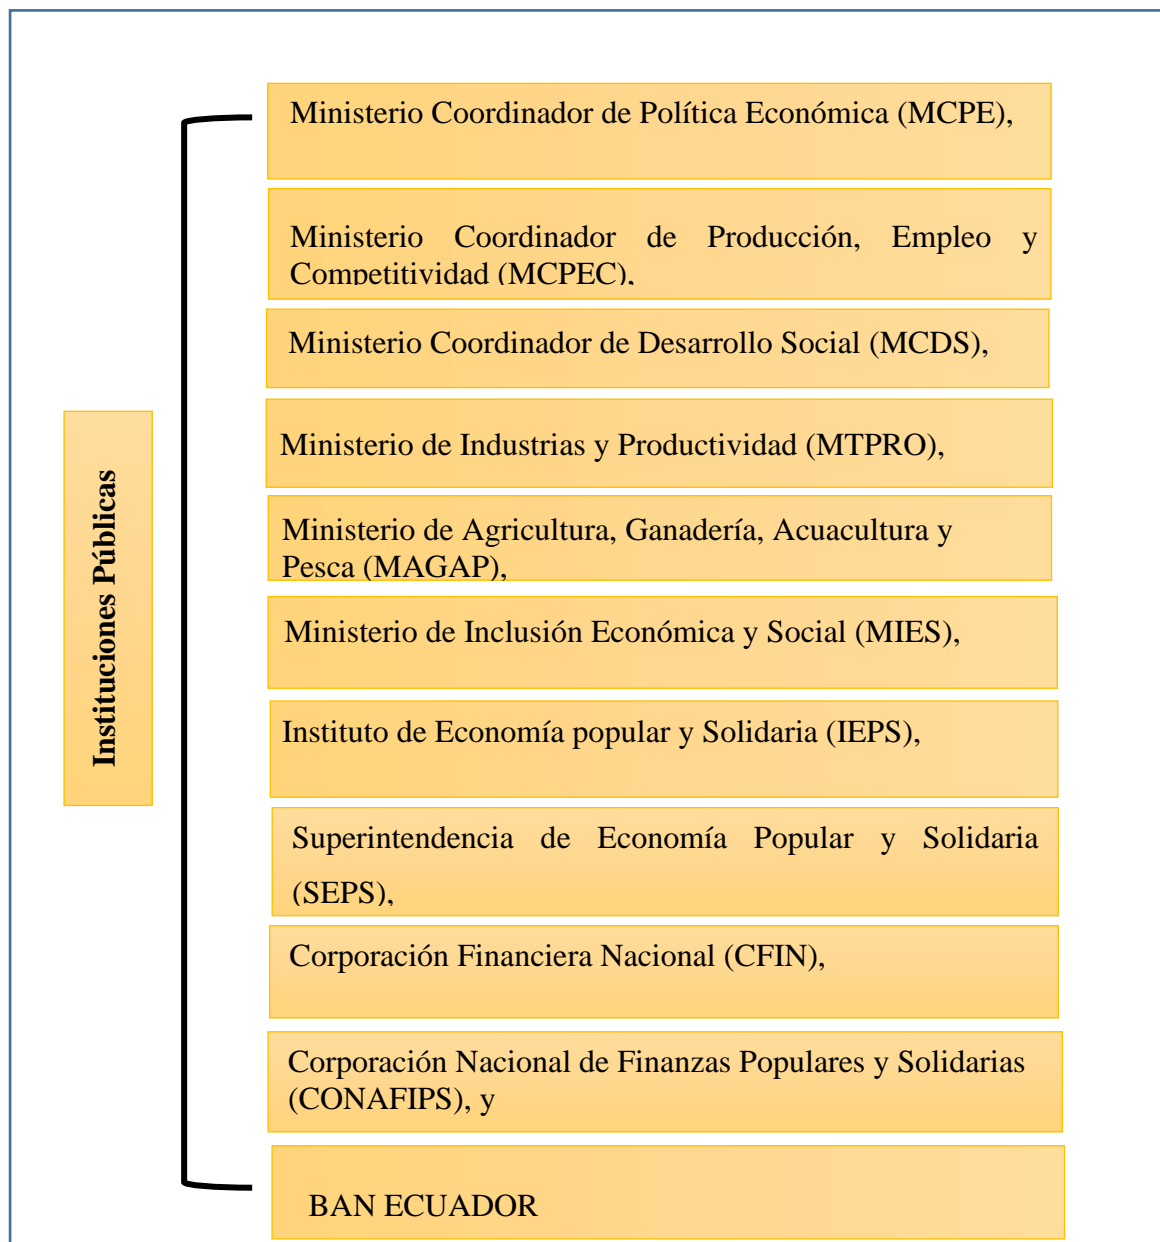 Instituciones Públicas
Ministerio Coordinador de Política Económica (MCPE),
Ministerio Coordinador de Producción, Empleo y
Competitividad (MCPEC),
Ministerio Coordinador de Desarrollo Social (MCDS),
Ministerio de Industrias y Productividad (MTPRO),
Ministerio de Agricultura, Ganadería, Acuacultura y
Pesca (MAGAP),
Ministerio de Inclusión Económica y Social (MIES),
Instituto de Economía popular y Solidaria (IEPS),
Superintendencia de Economía Popular y Solidaria
(SEPS),
Corporación Financiera Nacional (CFIN),
Corporación Nacional de Finanzas Populares y Solidarias
(CONAFIPS), y
BAN ECUADOR